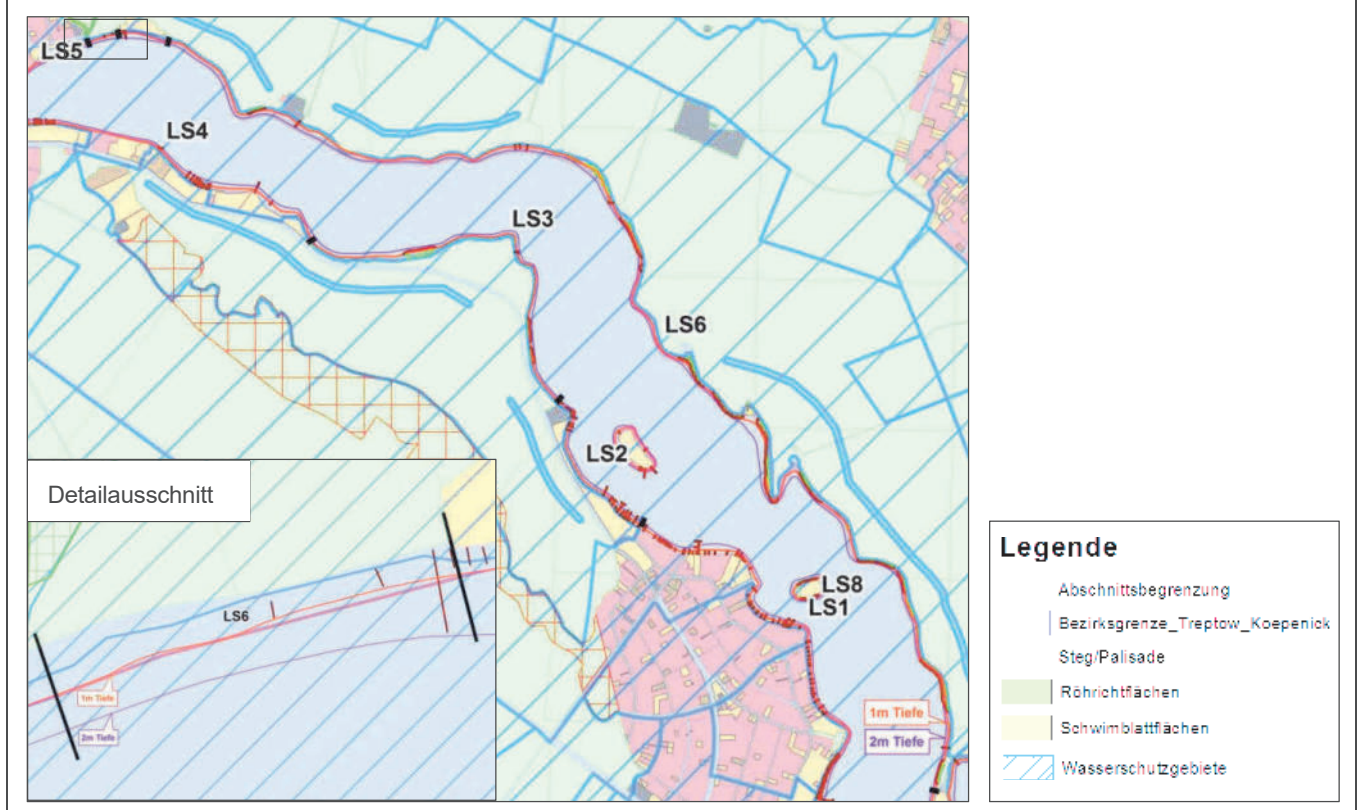 LS5
LS4
LS3
LS6
LS2
LS8
LS1
1m Tiefe
2m Tiefe
Detailausschnitt
LS6
1m Tiefe
2m Tiefe
Legende
Abschnittsbegrenzung
Bezirksgrenze_Treptow_Koepenick
Steg/Palisade
Röhrichtflächen
Schwimblattflächen
Wasserschutzgebiete